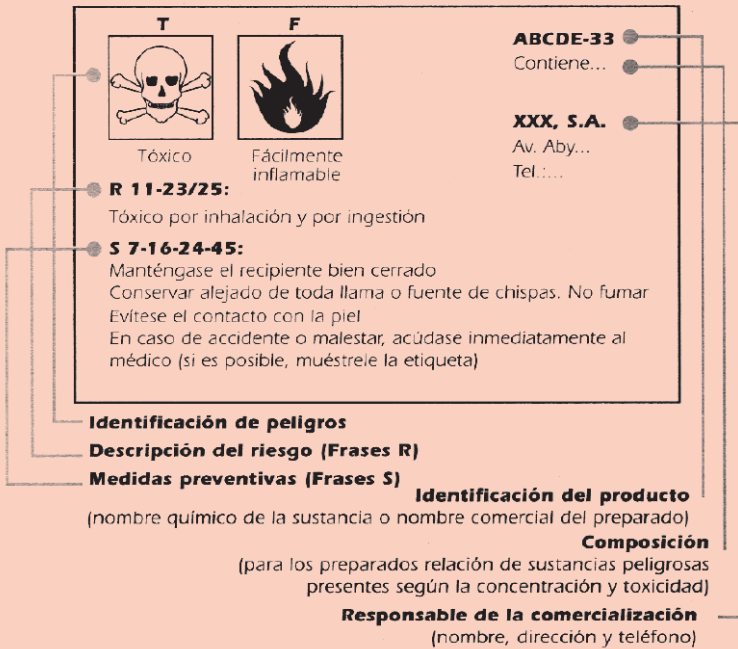 T
F
ABCDE-33
Contiene...
XXX, S.A.
Av. Aby...
Tel.:...
Tóxico
Fácilmente
inflamable
R 11-23/25:
Tóxico por inhalación y por ingestión
S 7-16-24-45:
Manténgase el recipiente bien cerrado
Conservar alejado de toda llama o fuente de chispas. No fumar
Evítese el contacto con la piel
En caso de accidente o malestar, acúdase inmediatamente al
médico (si es posible, muéstrele la etiqueta)
Identificación de peligros
Descripción del riesgo (Frases R)
Medidas preventivas (Frases S)
Identificación del producto
(nombre químico de la sustancia o nombre comercial del preparado)
Composición
(para los preparados relación de sustancias peligrosas
presentes según la concentración y toxicidad)
Responsable de la comercialización
(nombre, dirección y teléfono)